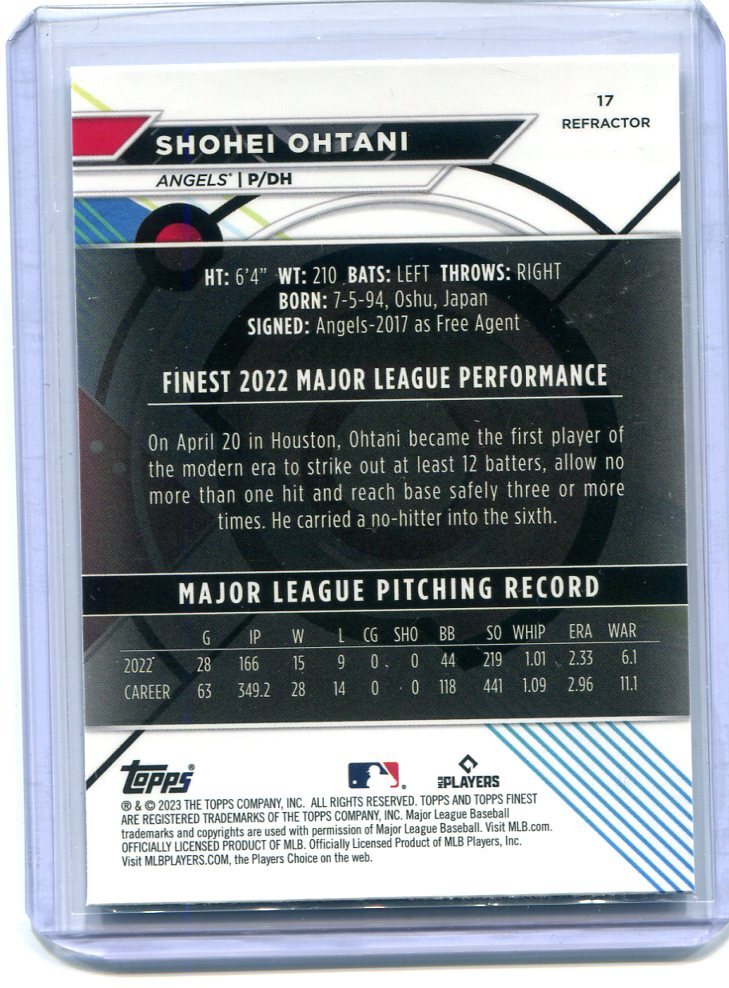 17
REFRACTOR
SHOHEI OHTANI
ANGELS® | P/DH
HT: 6'4" WT: 210 BATS: LEFT THROWS: RIGHT
BORN: 7-5-94, Oshu, Japan
SIGNED: Angels-2017 as Free Agent
FINEST 2022 MAJOR LEAGUE PERFORMANCE
On April 20 in Houston, Ohtani became the first player of
the modern era to strike out at least 12 batters, allow no
more than one hit and reach base safely three or more
times. He carried a no-hitter into the sixth.
MAJOR LEAGUE PITCHING RECORD
G IP W L CG SHO BB SO WHIP ERA WAR
2022 28 166 15 9 0 0 44 219 1.01 2.33 6.1
CAREER 63 349.2 28 14 0 0 118 441 1.09 2.96 11.1
Topps®
MLB PLAYERS
® & © 2023 THE TOPPS COMPANY, INC. ALL RIGHTS RESERVED. TOPPS AND TOPPS FINEST
ARE REGISTERED TRADEMARKS OF THE TOPPS COMPANY, INC. Major League Baseball
trademarks and copyrights are used with permission of Major League Baseball. Visit MLB.com.
OFFICIALLY LICENSED PRODUCT OF MLB. Officially Licensed Product of MLB Players, Inc.
Visit MLBPLAYERS.COM, the Players Choice on the web.